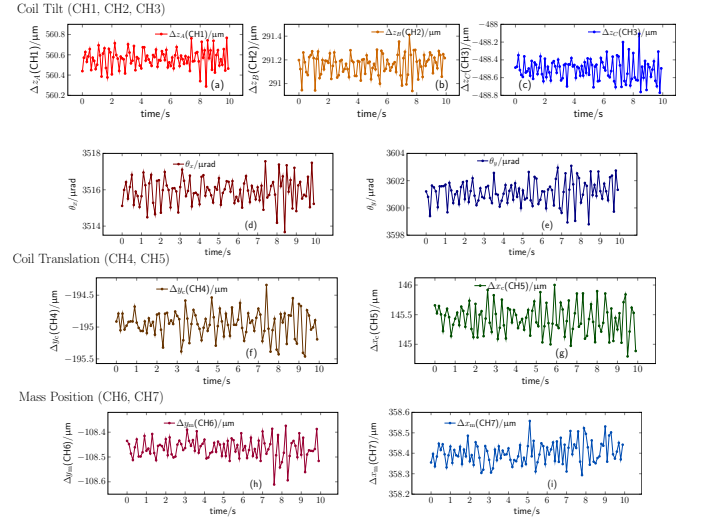 Coil Tilt (CH1, CH2, CH3)
Δz_A(CH1)/μm
560.8
560.6
560.4
560.2
Δz_A(CH1)/μm
(a)
0 2 4 6 8 10
time/s
Δz_B(CH2)/μm
291.4
291.2
291
Δz_B(CH2)/μm
(b)
0 2 4 6 8 10
time/s
Δz_C(CH3)/μm
−488
−488.2
−488.4
−488.6
−488.8
Δz_C(CH3)/μm
(c)
0 2 4 6 8 10
time/s
θ_x/μrad
3518
3516
3514
θ_x/μrad
(d)
0 1 2 3 4 5 6 7 8 9 10
time/s
θ_y/μrad
3604
3602
3600
3598
θ_y/μrad
(e)
0 1 2 3 4 5 6 7 8 9 10
time/s
Coil Translation (CH4, CH5)
Δy_c(CH4)/μm
−194.5
−195
−195.5
Δy_c(CH4)/μm
(f)
0 1 2 3 4 5 6 7 8 9 10
time/s
Δx_c(CH5)/μm
146
145.5
145
Δx_c(CH5)/μm
(g)
0 1 2 3 4 5 6 7 8 9 10
time/s
Mass Position (CH6, CH7)
Δy_m(CH6)/μm
−108.4
−108.5
−108.6
Δy_m(CH6)/μm
(h)
0 1 2 3 4 5 6 7 8 9 10
time/s
Δx_m(CH7)/μm
358.6
358.5
358.4
358.3
358.2
Δx_m(CH7)/μm
(i)
0 1 2 3 4 5 6 7 8 9 10
time/s